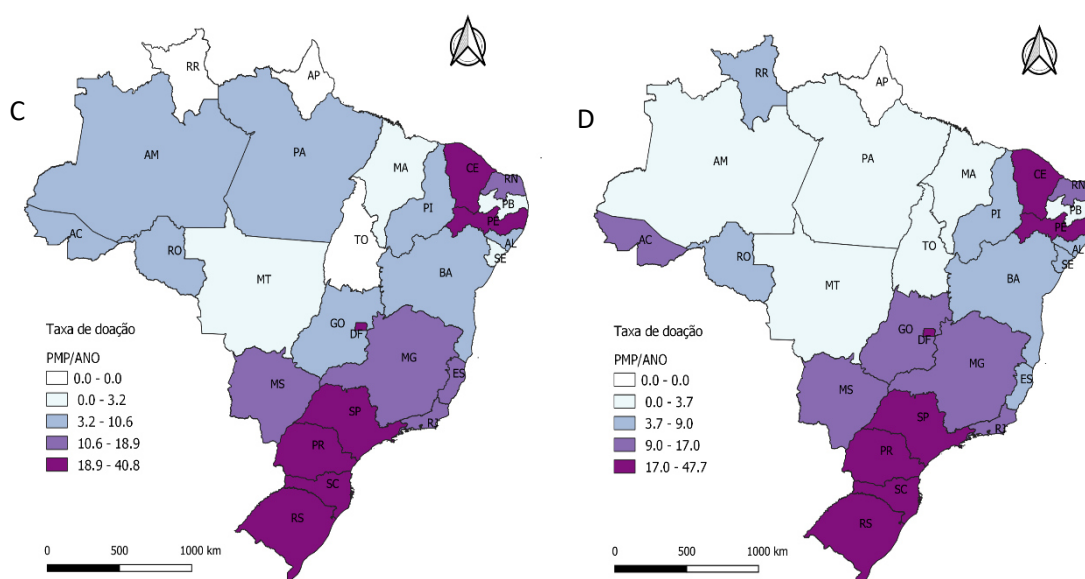 C
RR
AP
AM
PA
MA
CE
RN
PB
PE
PI
AL
SE
AC
RO
TO
BA
MT
GO
DF
MG
ES
MS
SP
RJ
PR
SC
RS
Taxa de doação
PMP/ANO
0.0 - 0.0
0.0 - 3.2
3.2 - 10.6
10.6 - 18.9
18.9 - 40.8
0 500 1000 km
D
RR
AP
AM
PA
MA
CE
RN
PB
PE
PI
AL
SE
AC
RO
TO
BA
MT
GO
DF
MG
ES
MS
SP
RJ
PR
SC
RS
Taxa de doação
PMP/ANO
0.0 - 0.0
0.0 - 3.7
3.7 - 9.0
9.0 - 17.0
17.0 - 47.7
0 500 1000 km